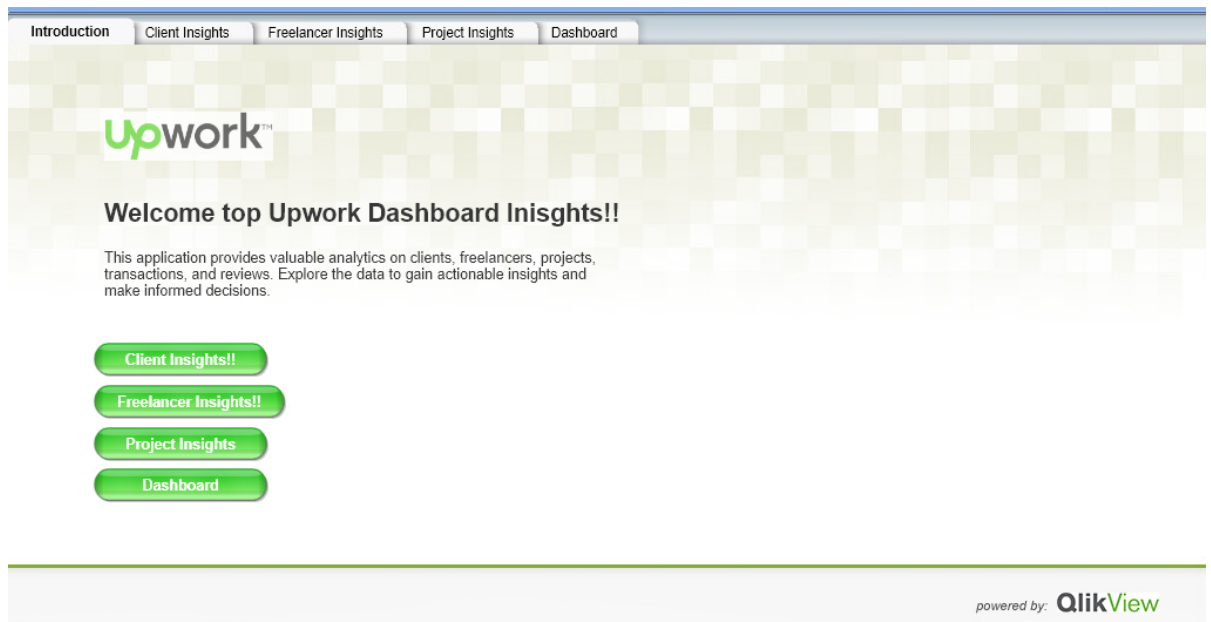 Introduction Client Insights Freelancer Insights Project Insights Dashboard
Upwork™
Welcome top Upwork Dashboard Inisghts!!
This application provides valuable analytics on clients, freelancers, projects,
transactions, and reviews. Explore the data to gain actionable insights and
make informed decisions.
Client Insights!!
Freelancer Insights!!
Project Insights
Dashboard
powered by: QlikView